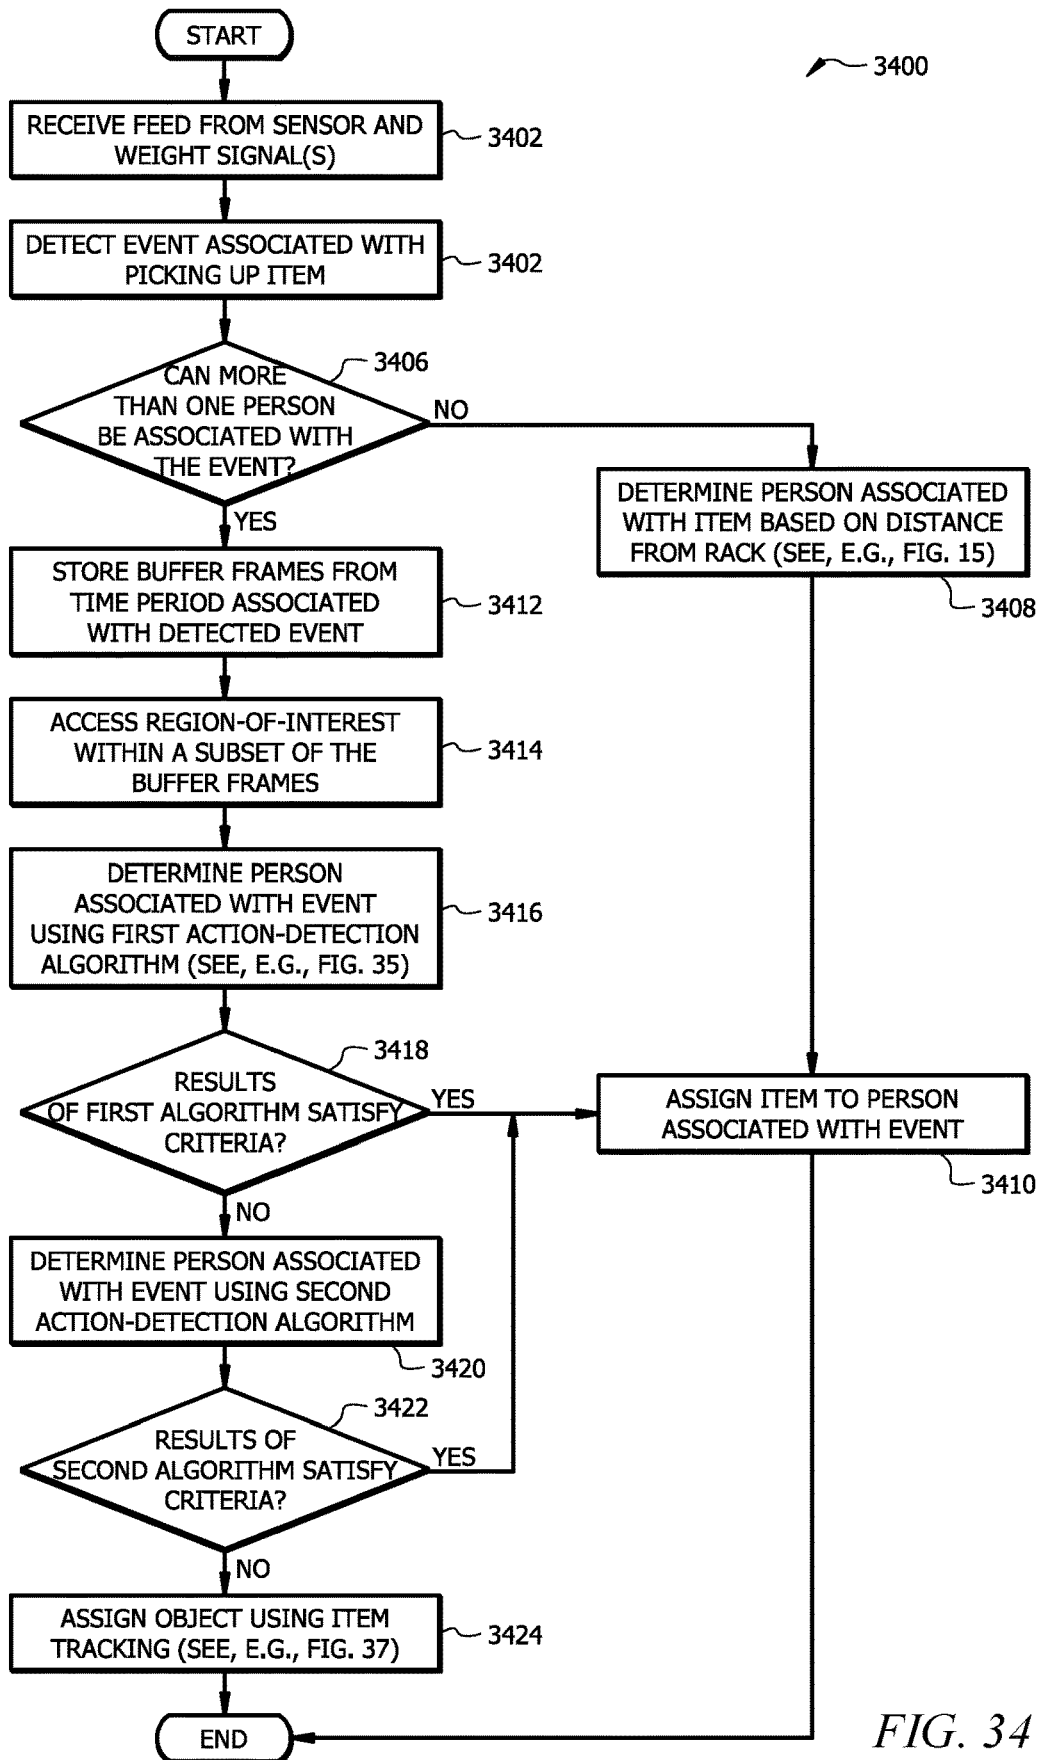 START
3400
RECEIVE FEED FROM SENSOR AND
WEIGHT SIGNAL(S)
3402
DETECT EVENT ASSOCIATED WITH
PICKING UP ITEM
3402
3406
CAN MORE
THAN ONE PERSON
BE ASSOCIATED WITH
THE EVENT?
NO
YES
DETERMINE PERSON ASSOCIATED
WITH ITEM BASED ON DISTANCE
FROM RACK (SEE, E.G., FIG. 15)
3408
STORE BUFFER FRAMES FROM
TIME PERIOD ASSOCIATED
WITH DETECTED EVENT
3412
ACCESS REGION-OF-INTEREST
WITHIN A SUBSET OF THE
BUFFER FRAMES
3414
DETERMINE PERSON
ASSOCIATED WITH EVENT
USING FIRST ACTION-DETECTION
ALGORITHM (SEE, E.G., FIG. 35)
3416
3418
RESULTS
OF FIRST ALGORITHM SATISFY
CRITERIA?
YES
NO
ASSIGN ITEM TO PERSON
ASSOCIATED WITH EVENT
3410
DETERMINE PERSON ASSOCIATED
WITH EVENT USING SECOND
ACTION-DETECTION ALGORITHM
3420
3422
RESULTS OF
SECOND ALGORITHM SATISFY
CRITERIA?
YES
NO
ASSIGN OBJECT USING ITEM
TRACKING (SEE, E.G., FIG. 37)
3424
END
FIG. 34